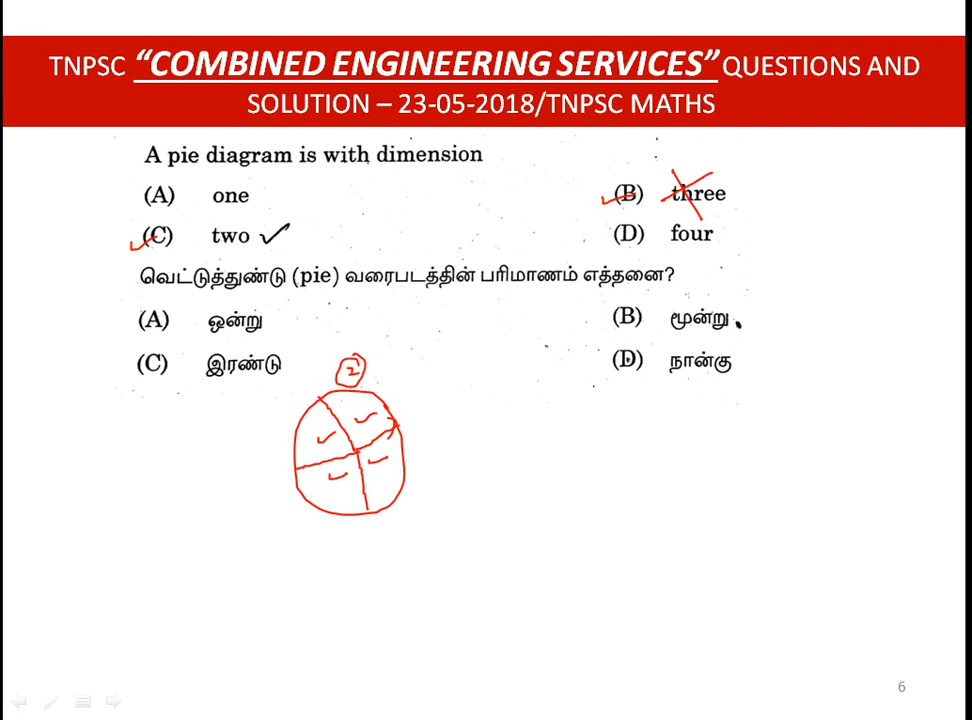 TNPSC “COMBINED ENGINEERING SERVICES” QUESTIONS AND
SOLUTION – 23-05-2018/TNPSC MATHS
A pie diagram is with dimension
(A) one (B) three
(C) two (D) four
வெட்டுத்துண்டு (pie) வரைபடத்தின் பரிமாணம் எத்தனை?
(A) ஒன்று (B) மூன்று
(C) இரண்டு (D) நான்கு
2
6